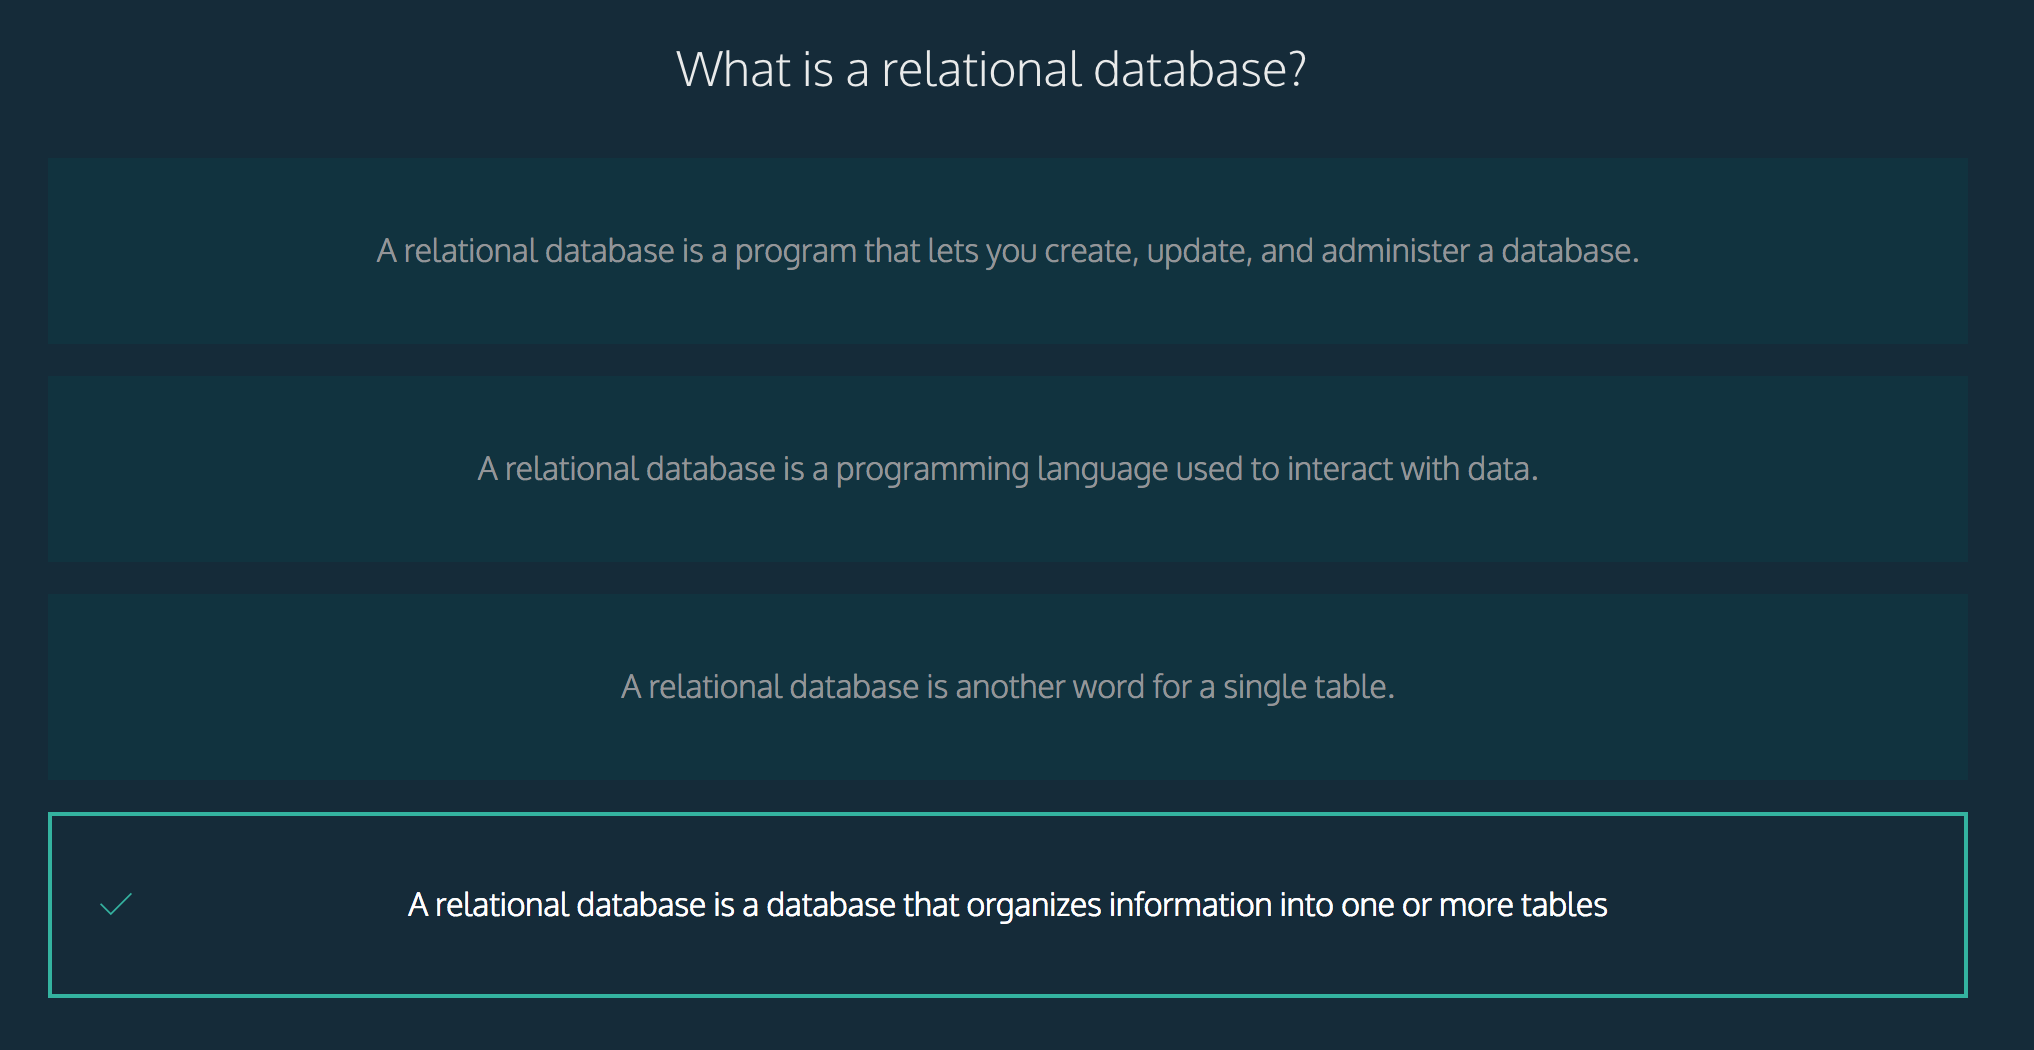 What is a relational database?
A relational database is a program that lets you create, update, and administer a database.
A relational database is a programming language used to interact with data.
A relational database is another word for a single table.
A relational database is a database that organizes information into one or more tables